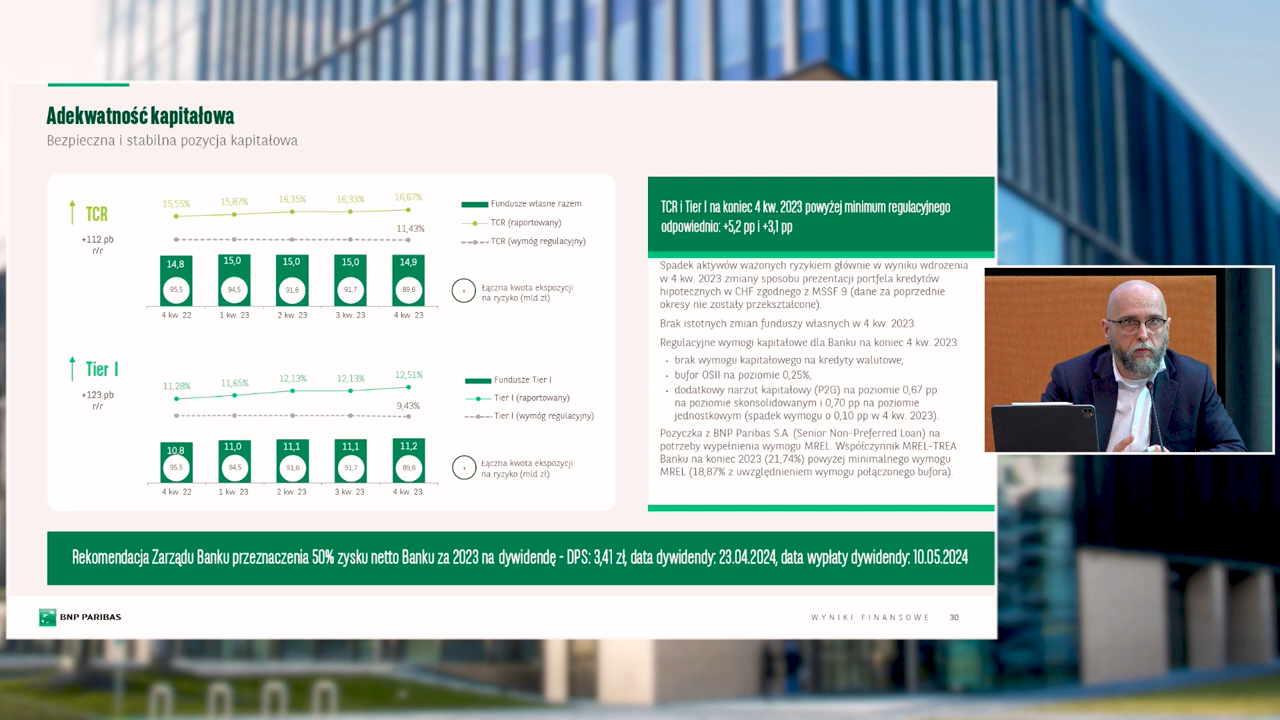 Adekwatność kapitałowa
Bezpieczna i stabilna pozycja kapitałowa
TCR
+112 pb
r/r
15,55% 15,87% 16,35% 16,33% 16,67%
11,43%
14,8 15,0 15,0 15,0 14,9
95,5 94,5 91,6 91,7 89,6
4 kw. 22 1 kw. 23 2 kw. 23 3 kw. 23 4 kw. 23
Fundusze własne razem
TCR (raportowany)
TCR (wymóg regulacyjny)
Łączna kwota ekspozycji
na ryzyko (mld zł)
Tier I
+123 pb
r/r
11,28% 11,65% 12,13% 12,13% 12,51%
9,43%
10,8 11,0 11,1 11,1 11,2
95,5 94,5 91,6 91,7 89,6
4 kw. 22 1 kw. 23 2 kw. 23 3 kw. 23 4 kw. 23
Fundusze Tier I
Tier I (raportowany)
Tier I (wymóg regulacyjny)
Łączna kwota ekspozycji
na ryzyko (mld zł)
TCR i Tier I na koniec 4 kw. 2023 powyżej minimum regulacyjnego
odpowiednio: +5,2 pp i +3,1 pp
Spadek aktywów ważonych ryzykiem głównie w wyniku wdrożenia
w 4 kw. 2023 zmiany sposobu prezentacji portfela kredytów
hipotecznych w CHF zgodnego z MSSF 9 (dane za poprzednie
okresy nie zostały przekształcone).
Brak istotnych zmian funduszy własnych w 4 kw. 2023.
Regulacyjne wymogi kapitałowe dla Banku na koniec 4 kw. 2023:
- brak wymogu kapitałowego na kredyty walutowe,
- bufor OSII na poziomie 0,25%,
- dodatkowy narzut kapitałowy (P2G) na poziomie 0,67 pp
na poziomie skonsolidowanym i 0,70 pp na poziomie
jednostkowym (spadek wymogu o 0,10 pp w 4 kw. 2023).
Pożyczka z BNP Paribas S.A. (Senior Non-Preferred Loan) na
potrzeby wypełnienia wymogu MREL. Współczynnik MREL-TREA
Banku na koniec 2023 (21,74%) powyżej minimalnego wymogu
MREL (18,87% z uwzględnieniem wymogu połączonego bufora).
Rekomendacja Zarządu Banku przeznaczenia 50% zysku netto Banku za 2023 na dywidendę - DPS: 3,41 zł, data dywidendy: 23.04.2024, data wypłaty dywidendy: 10.05.2024
BNP PARIBAS
WYNIKI FINANSOWE 30